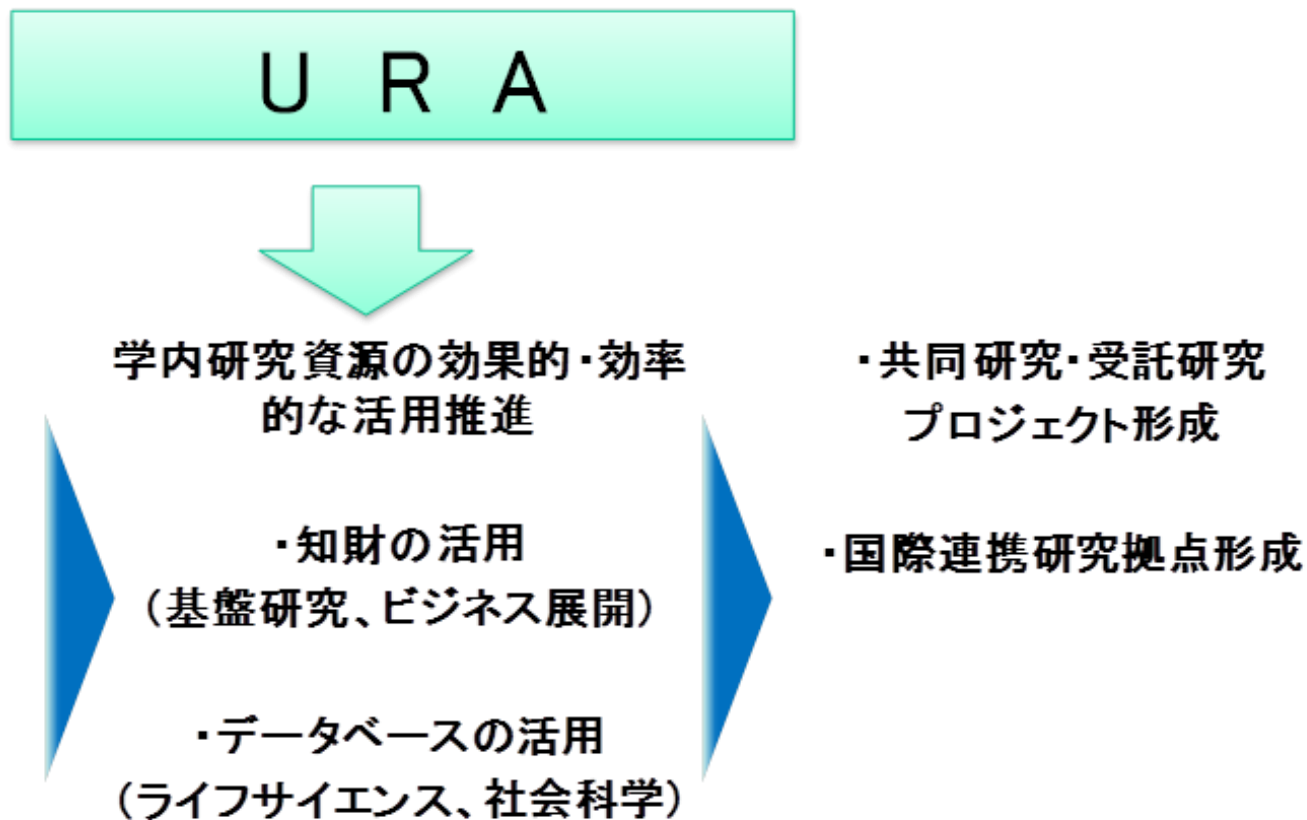 U R A
学内研究資源の効果的・効率
的な活用推進
・知財の活用
（基盤研究、ビジネス展開）
・データベースの活用
（ライフサイエンス、社会科学）
・共同研究・受託研究
プロジェクト形成
・国際連携研究拠点形成